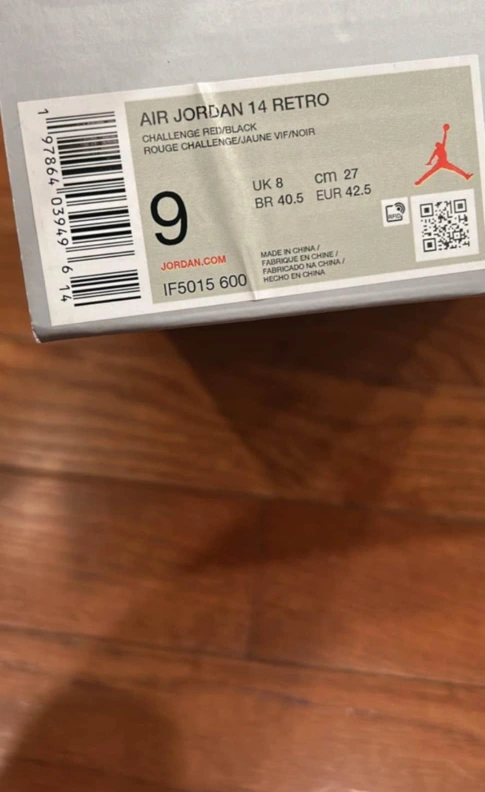 AIR JORDAN 14 RETRO
CHALLENGE RED/BLACK
ROUGE CHALLENGE/JAUNE VIF/NOIR
9
UK 8 cm 27
BR 40.5 EUR 42.5
JORDAN.COM
IF5015 600
MADE IN CHINA /
FABRIQUE EN CHINE /
FABRICADO NA CHINA /
HECHO EN CHINA
1 97864 03949 6 14